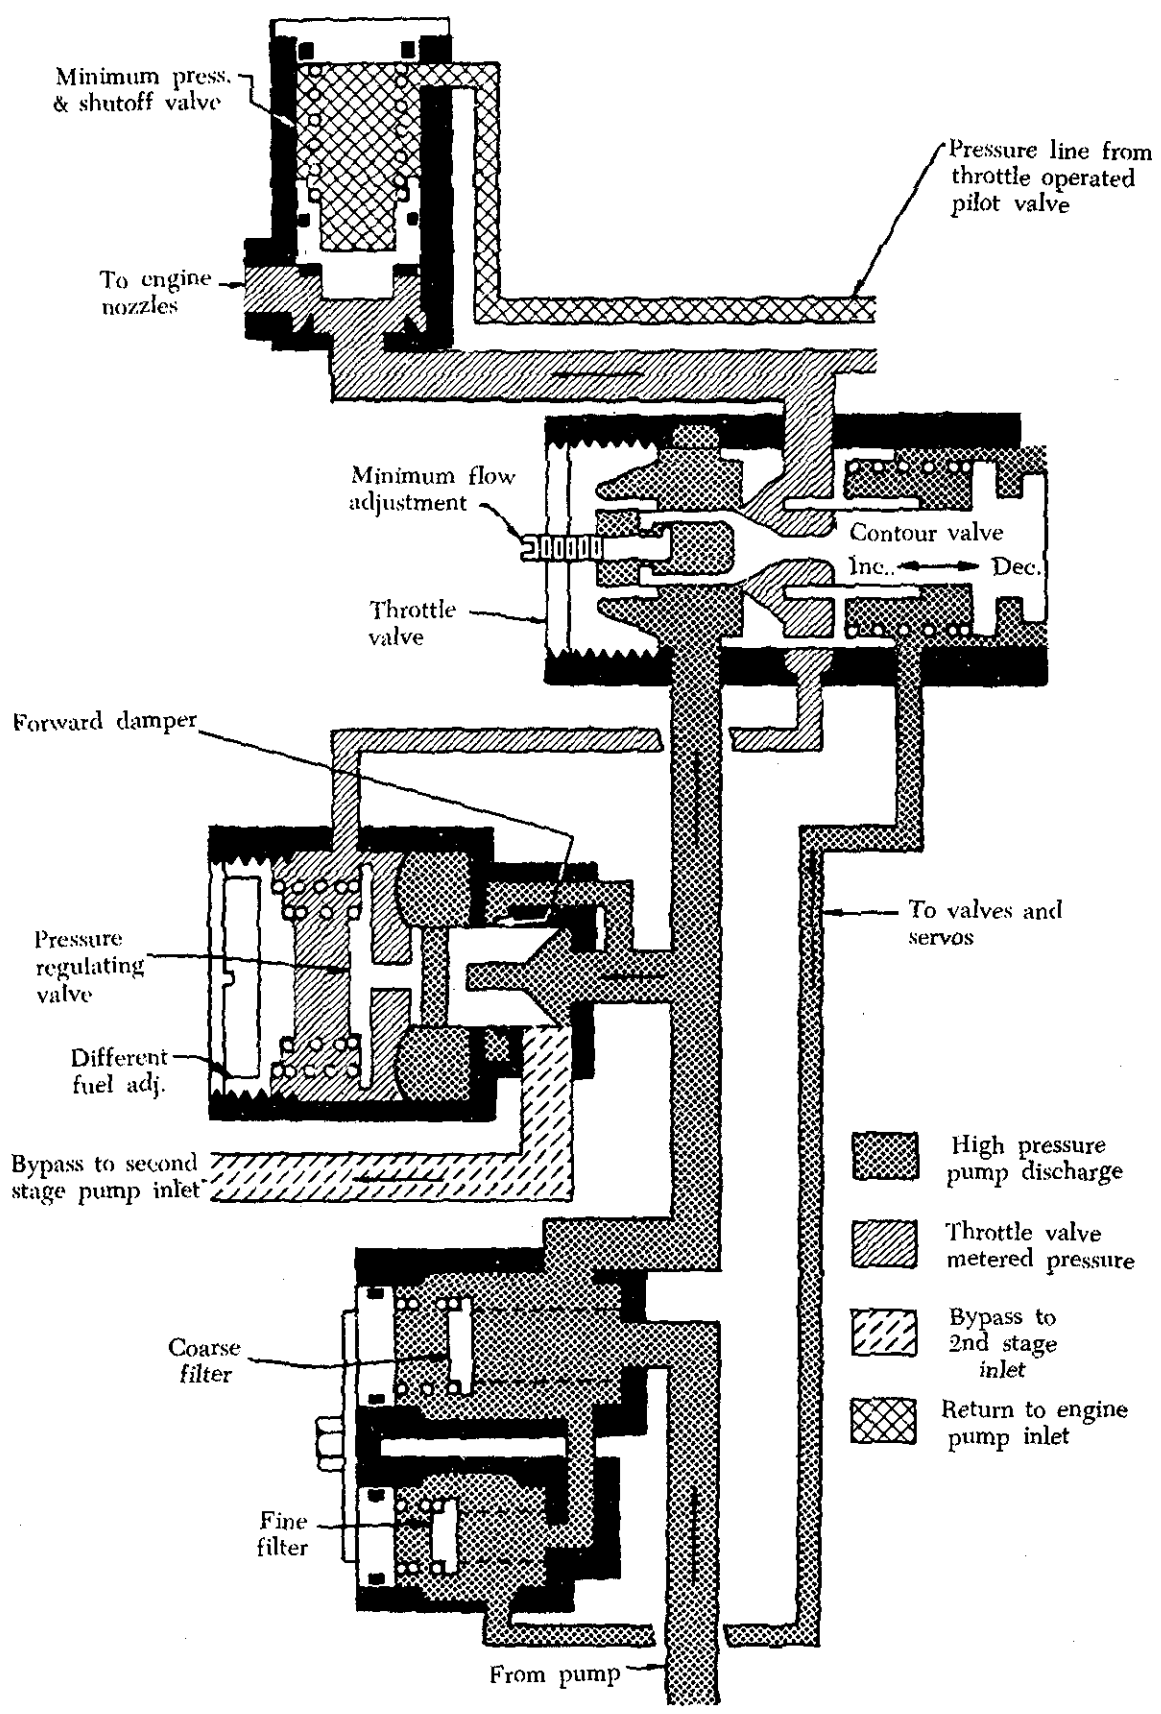 Minimum press.
& shutoff valve
Pressure line from
throttle operated
pilot valve
To engine
nozzles
Minimum flow
adjustment
Contour valve
Inc.. Dec.
Throttle
valve
Forward damper
To valves and
servos
Pressure
regulating
valve
Different
fuel adj.
Bypass to second
stage pump inlet
High pressure
pump discharge
Throttle valve
metered pressure
Bypass to
2nd stage
inlet
Return to engine
pump inlet
Coarse
filter
Fine
filter
From pump